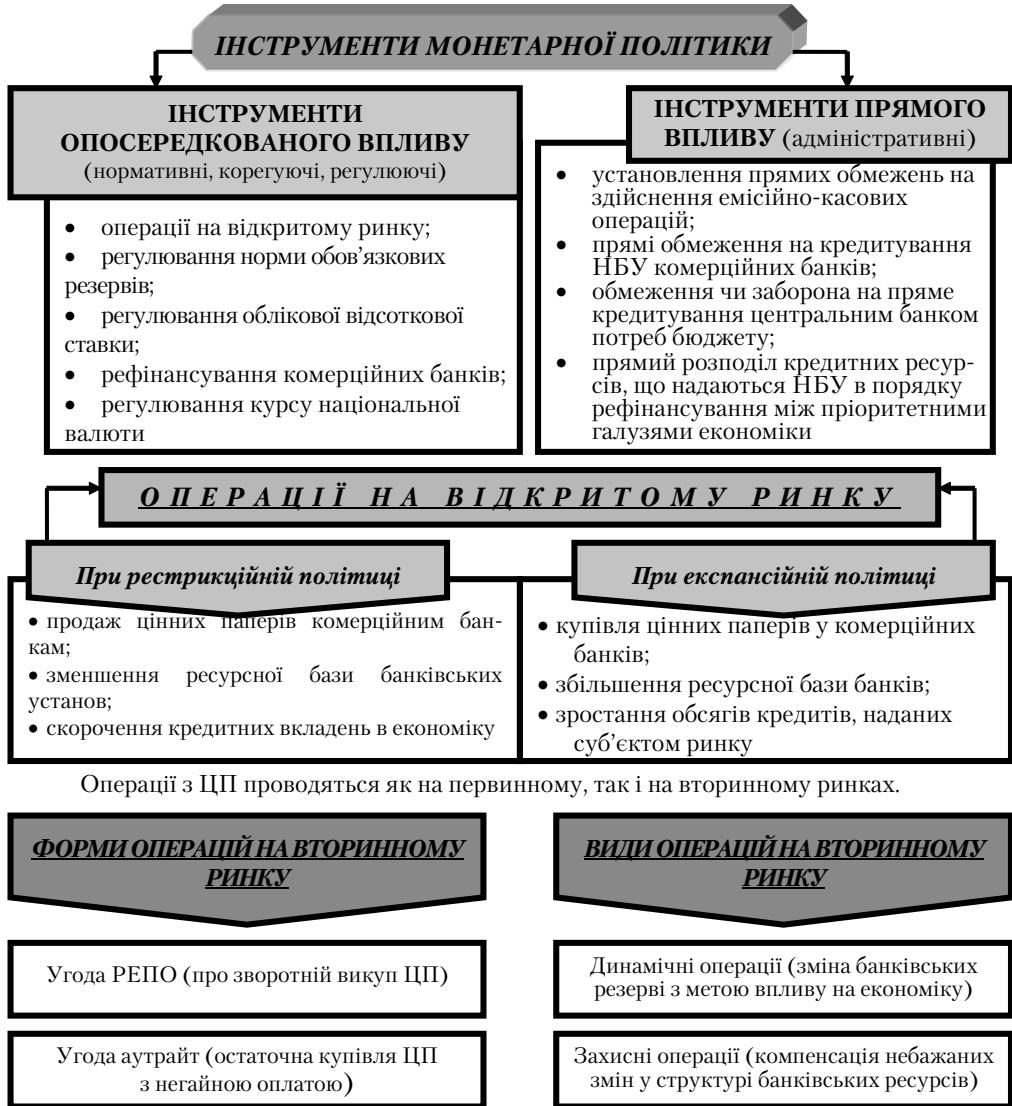 ІНСТРУМЕНТИ МОНЕТАРНОЇ ПОЛІТИКИ
ІНСТРУМЕНТИ
ОПОСЕРЕДКОВАНОГО ВПЛИВУ
(нормативні, корегуючі, регулюючі)
• операції на відкритому ринку;
• регулювання норми обов’язкових
резервів;
• регулювання облікової відсоткової
ставки;
• рефінансування комерційних банків;
• регулювання курсу національної
валюти
ІНСТРУМЕНТИ ПРЯМОГО
ВПЛИВУ (адміністративні)
• установлення прямих обмежень на
здійснення емісійно-касових
операцій;
• прямі обмеження на кредитування
НБУ комерційних банків;
• обмеження чи заборона на пряме
кредитування центральним банком
потреб бюджету;
• прямий розподіл кредитних ресур-
сів, що надаються НБУ в порядку
рефінансування між пріоритетними
галузями економіки
ОПЕРАЦІЇ НА ВІДКРИТОМУ РИНКУ
При рестрикційній політиці
• продаж цінних паперів комерційним бан-
кам;
• зменшення ресурсної бази банківських
установ;
• скорочення кредитних вкладень в економіку
При експансійній політиці
• купівля цінних паперів у комерційних
банків;
• збільшення ресурсної бази банків;
• зростання обсягів кредитів, наданих
суб’єктом ринку
Операції з ЦП проводяться як на первинному, так і на вторинному ринках.
ФОРМИ ОПЕРАЦІЙ НА ВТОРИННОМУ
РИНКУ
Угода РЕПО (про зворотній викуп ЦП)
Угода аутрайт (остаточна купівля ЦП
з негайною оплатою)
ВИДИ ОПЕРАЦІЙ НА ВТОРИННОМУ
РИНКУ
Динамічні операції (зміна банківських
резерві з метою впливу на економіку)
Захисні операції (компенсація небажаних
змін у структурі банківських ресурсів)